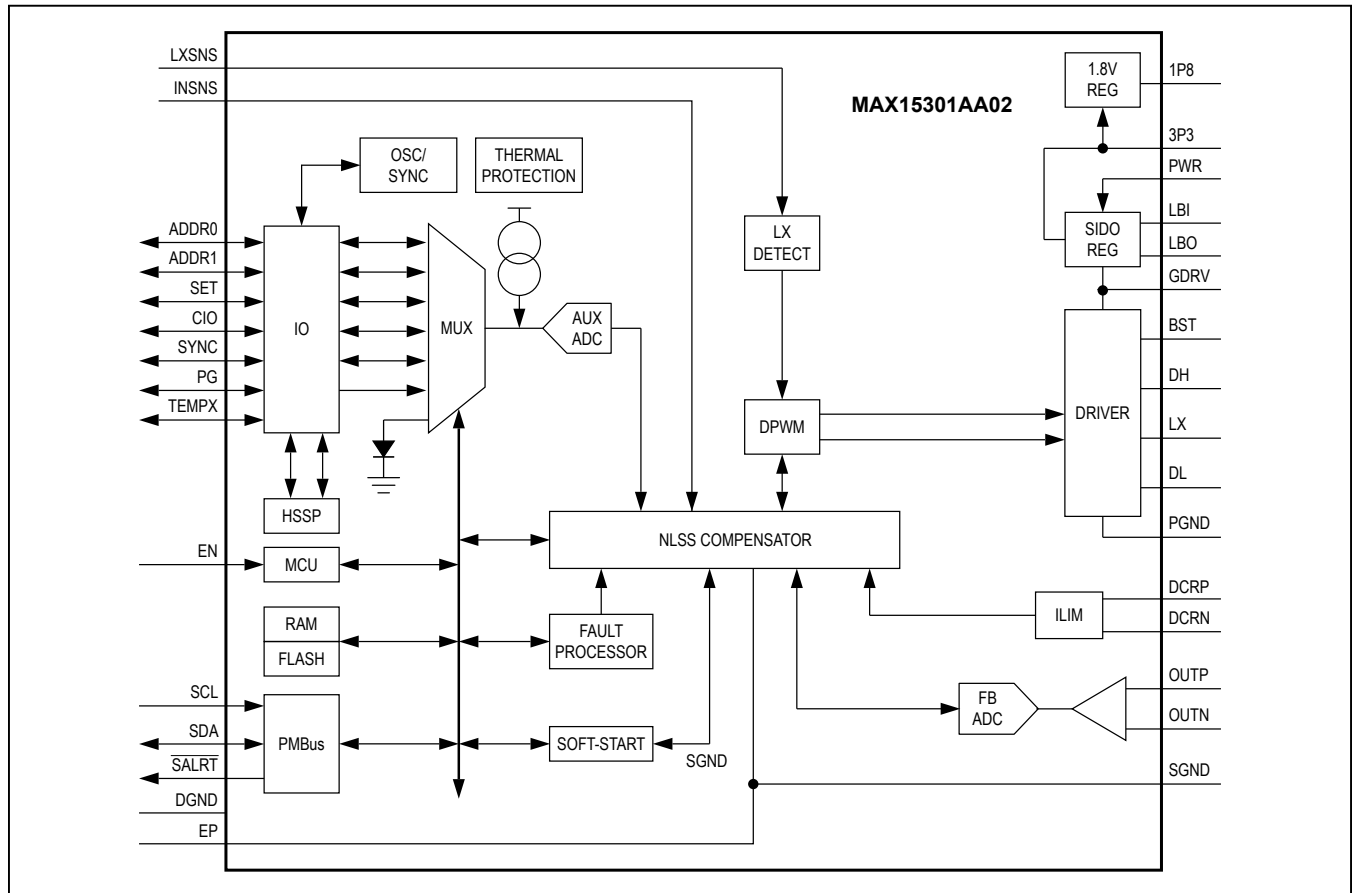 LXSNS
INSNS
MAX15301AA02
1.8V
REG
1P8
3P3
PWR
OSC/
SYNC
THERMAL
PROTECTION
ADDR0
ADDR1
SET
CIO
SYNC
PG
TEMPX
IO
MUX
AUX
ADC
LX
DETECT
SIDO
REG
LBI
LBO
GDRV
BST
DH
LX
DL
PGND
DRIVER
DPWM
HSSP
EN
MCU
NLSS COMPENSATOR
RAM
FLASH
FAULT
PROCESSOR
ILIM
DCRP
DCRN
SCL
SDA
SALRT
PMBus
SOFT-START
SGND
FB
ADC
OUTP
OUTN
SGND
DGND
EP